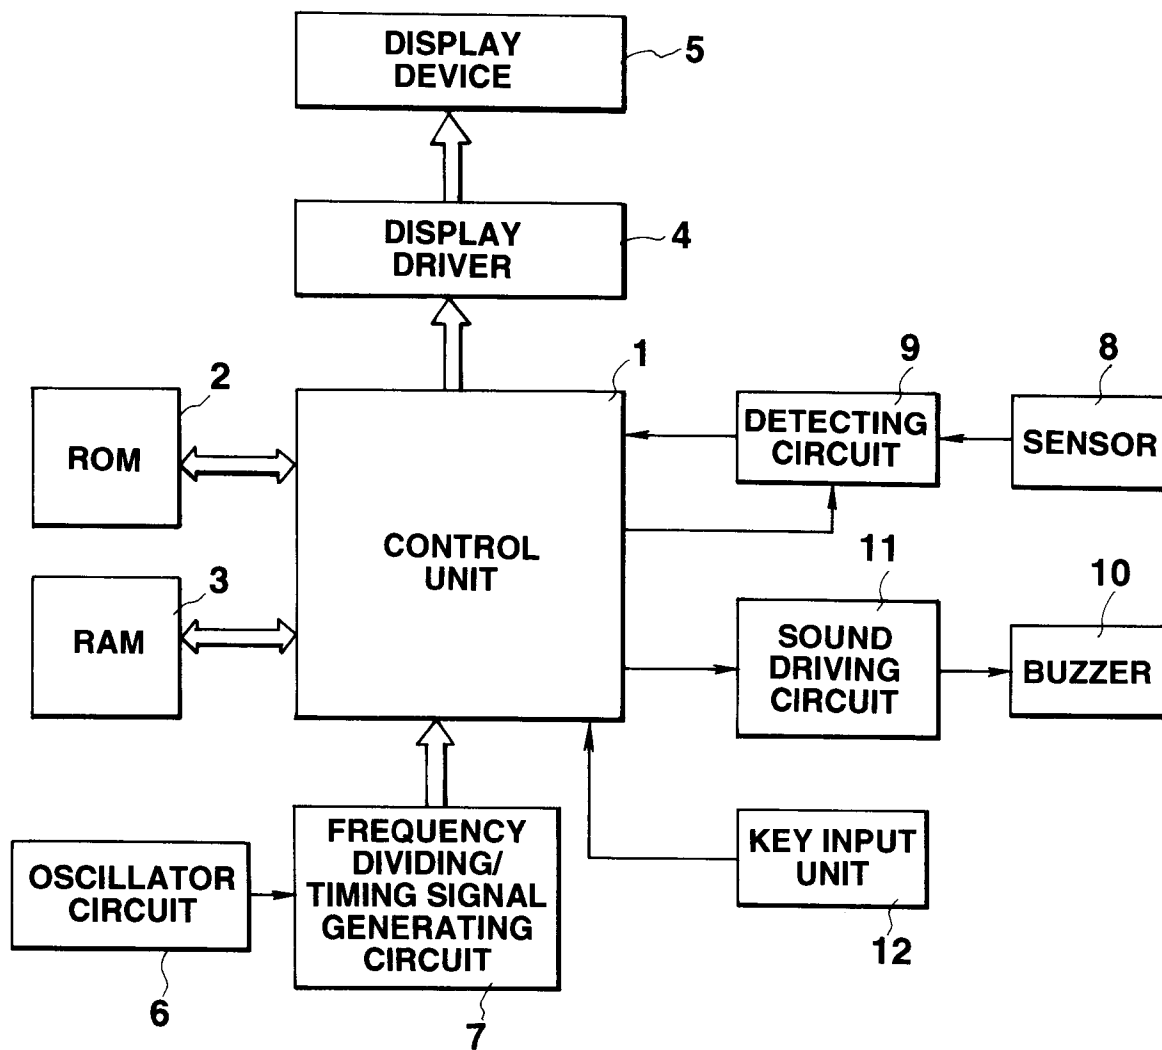 DISPLAY
DEVICE
5
DISPLAY
DRIVER
4
1
9
8
2
ROM
DETECTING
CIRCUIT
SENSOR
CONTROL
UNIT
11
10
3
RAM
SOUND
DRIVING
CIRCUIT
BUZZER
FREQUENCY
DIVIDING/
TIMING SIGNAL
GENERATING
CIRCUIT
7
OSCILLATOR
CIRCUIT
6
KEY INPUT
UNIT
12